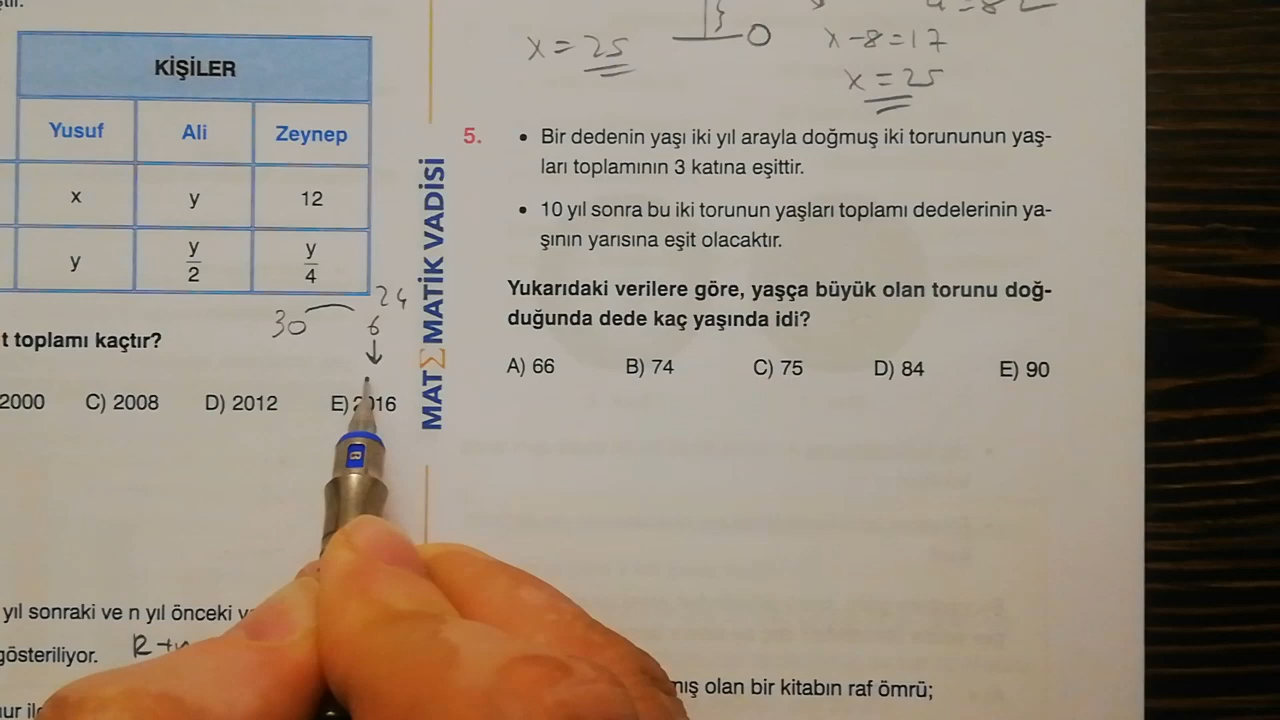 KİŞİLER
Yusuf Ali Zeynep
x y 12
y y/2 y/4
30 6 24
t toplamı kaçtır?
2000 C) 2008 D) 2012 E) 2016
yıl sonraki ve n yıl önceki
gösteriliyor.
MATΣMATİK VADİSİ
x = 25
O
x-8=17
x = 25
5. • Bir dedenin yaşı iki yıl arayla doğmuş iki torununun yaş-
ları toplamının 3 katına eşittir.
• 10 yıl sonra bu iki torunun yaşları toplamı dedelerinin ya-
şının yarısına eşit olacaktır.
Yukarıdaki verilere göre, yaşça büyük olan torunu doğ-
duğunda dede kaç yaşında idi?
A) 66 B) 74 C) 75 D) 84 E) 90
olan bir kitabın raf ömrü;